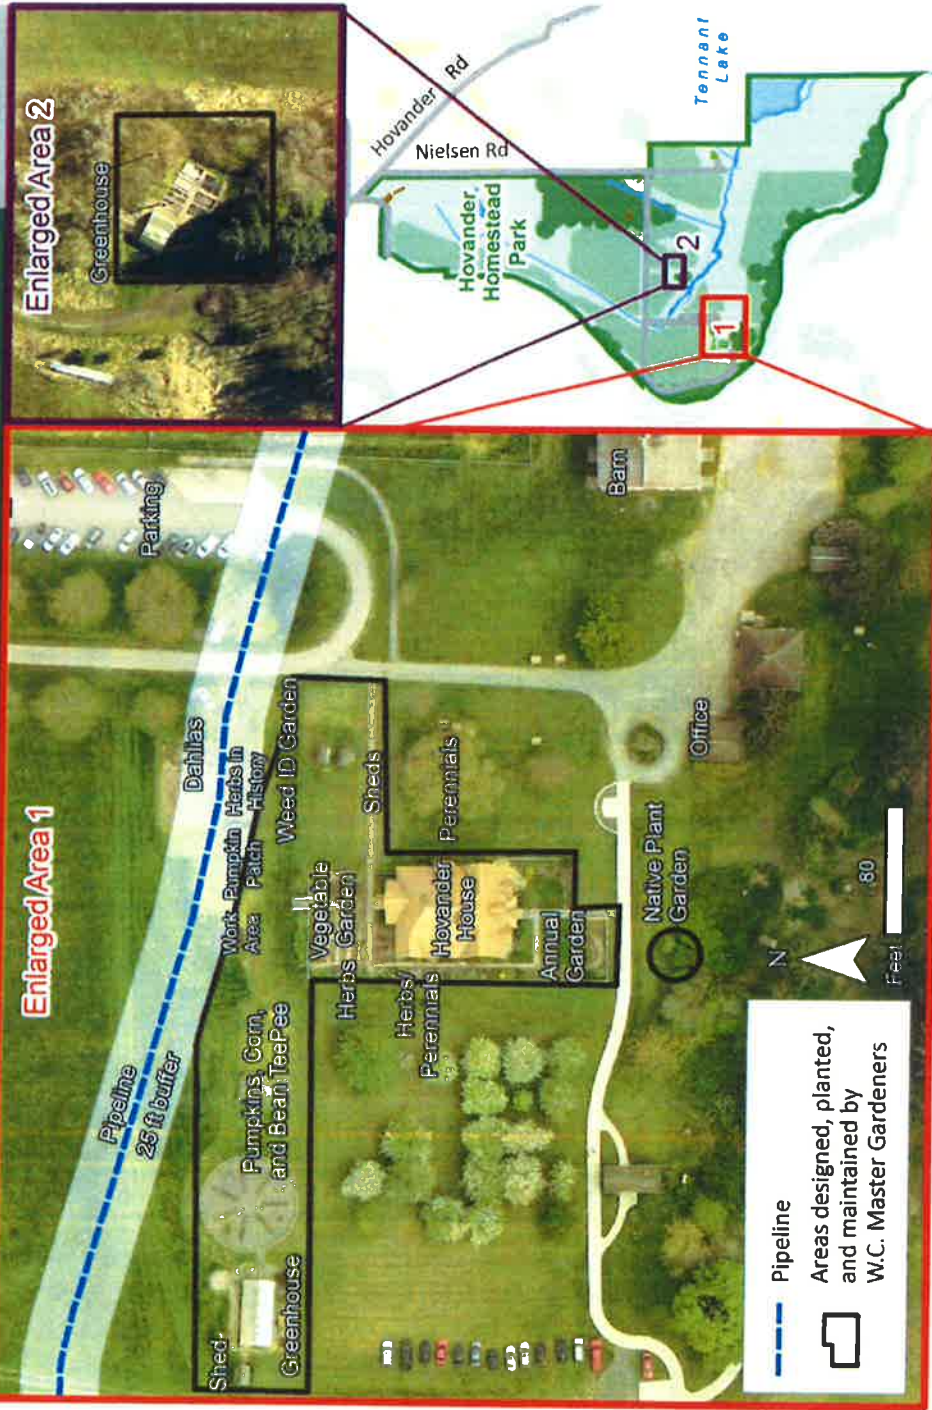 Enlarged Area 1
Pipeline
25 ft buffer
Dahlias
Parking
Work
Area
Pumpkin
Patch
Herbs in
History
Weed ID Garden
Shed
Greenhouse
Pumpkins, Corn,
and Bean TeePee
Vegetable
Garden
Herbs
Sheds
Herbs/
Perennials
Hovander
House
Perennials
Annual
Garden
Barn
Native Plant
Garden
Office
N
80
Feet
Pipeline
Areas designed, planted,
and maintained by
W.C. Master Gardeners
Enlarged Area 2
Greenhouse
Hovander Rd
Nielsen Rd
Hovander
Homestead
Park
Tennant
Lake
2
1